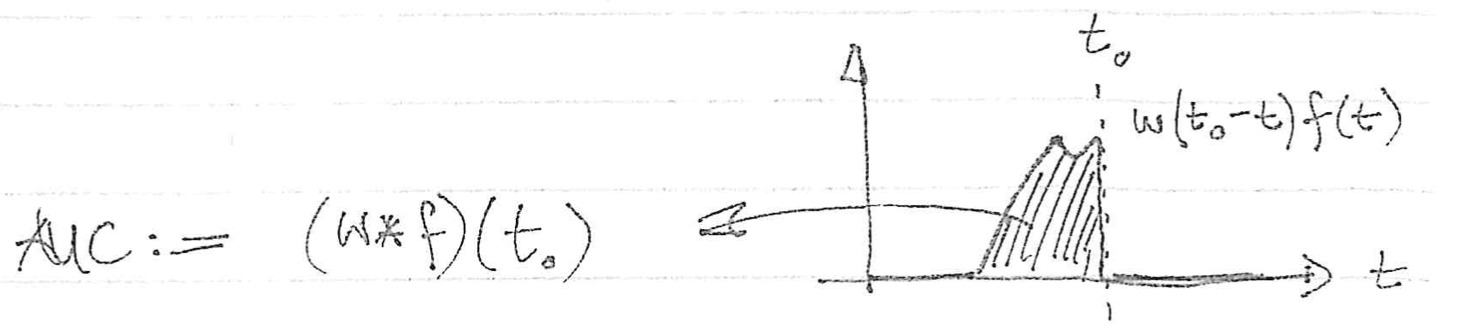 t₀
w(t₀-t)f(t)
AUC:= (w*f)(t₀)
t